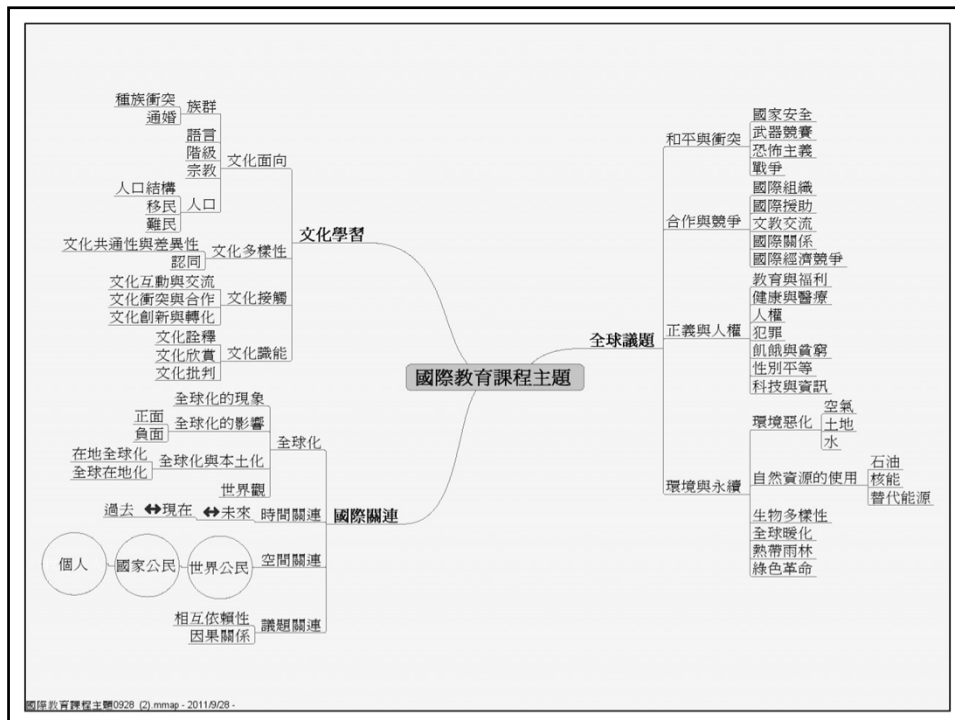 國際教育課程主題
文化學習
文化面向
族群
種族衝突
通婚
語言
階級
宗教
人口
人口結構
移民
難民
文化多樣性
文化共通性與差異性
認同
文化接觸
文化互動與交流
文化衝突與合作
文化創新與轉化
文化識能
文化詮釋
文化欣賞
文化批判
國際關連
全球化
全球化的現象
全球化的影響
正面
負面
全球化與本土化
在地全球化
全球在地化
世界觀
時間關連
過去 ⇔現在 ⇔未來
空間關連
個人
國家公民
世界公民
議題關連
相互依賴性
因果關係
全球議題
和平與衝突
國家安全
武器競賽
恐怖主義
戰爭
合作與競爭
國際組織
國際援助
文教交流
國際關係
國際經濟競爭
正義與人權
教育與福利
健康與醫療
人權
犯罪
飢餓與貧窮
性別平等
科技與資訊
環境與永續
環境惡化
空氣
土地
水
自然資源的使用
石油
核能
替代能源
生物多樣性
全球暖化
熱帶雨林
綠色革命
國際教育課程主題0928 (2).mmap - 2011/9/28 -